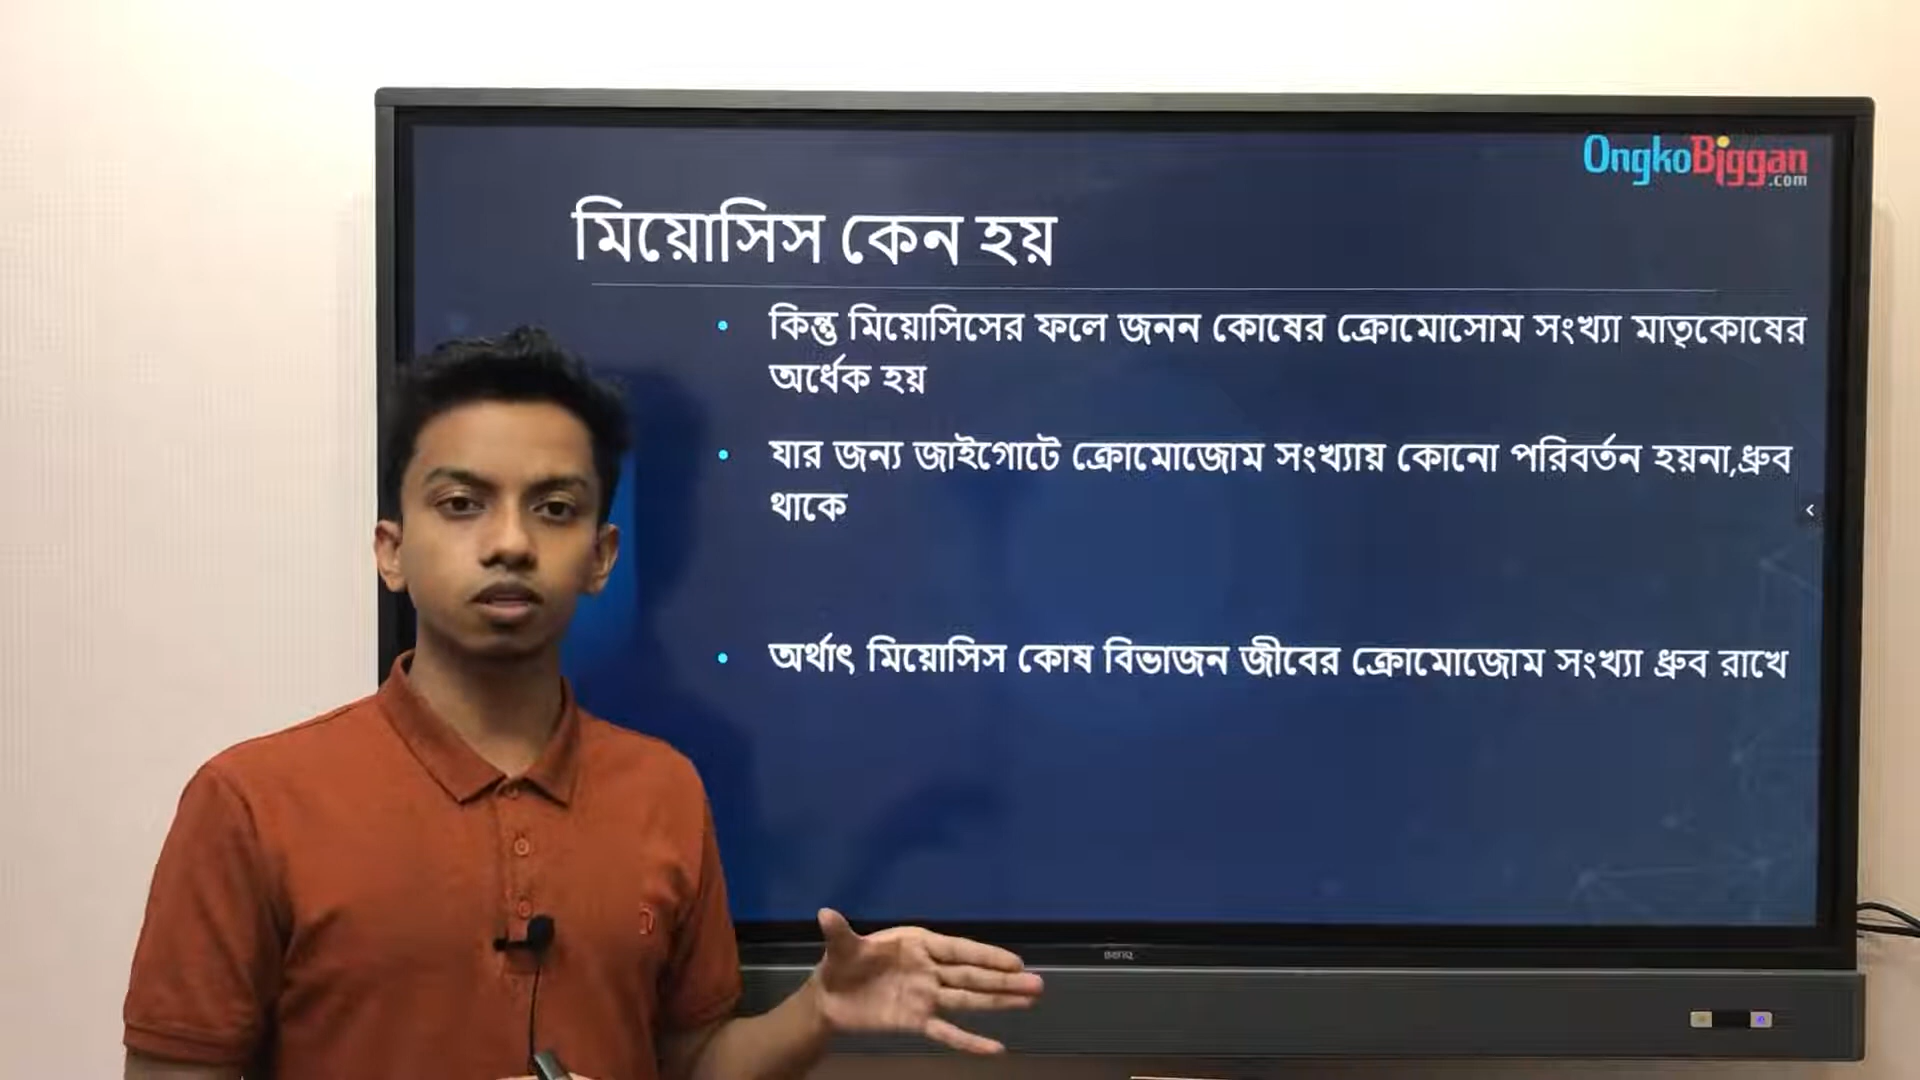 OngkoBiggan
.com
মিয়োসিস কেন হয়
কিন্তু মিয়োসিসের ফলে জনন কোষের ক্রোমোসোম সংখ্যা মাতৃকোষের
অর্ধেক হয়
যার জন্য জাইগোটে ক্রোমোজোম সংখ্যায় কোনো পরিবর্তন হয়না,ধ্রুব
থাকে
অর্থাৎ মিয়োসিস কোষ বিভাজন জীবের ক্রোমোজোম সংখ্যা ধ্রুব রাখে
BenQ